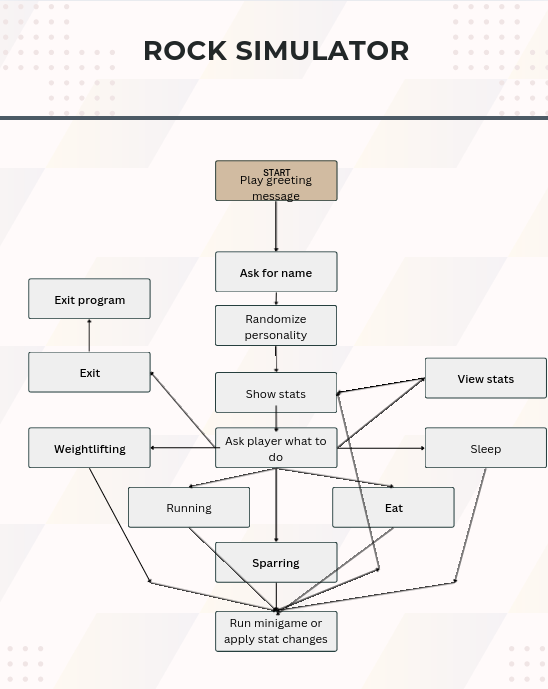 ROCK SIMULATOR
START
Play greeting
message
Ask for name
Exit program
Randomize
personality
Exit
Show stats
View stats
Weightlifting
Ask player what to
do
Sleep
Running
Eat
Sparring
Run minigame or
apply stat changes